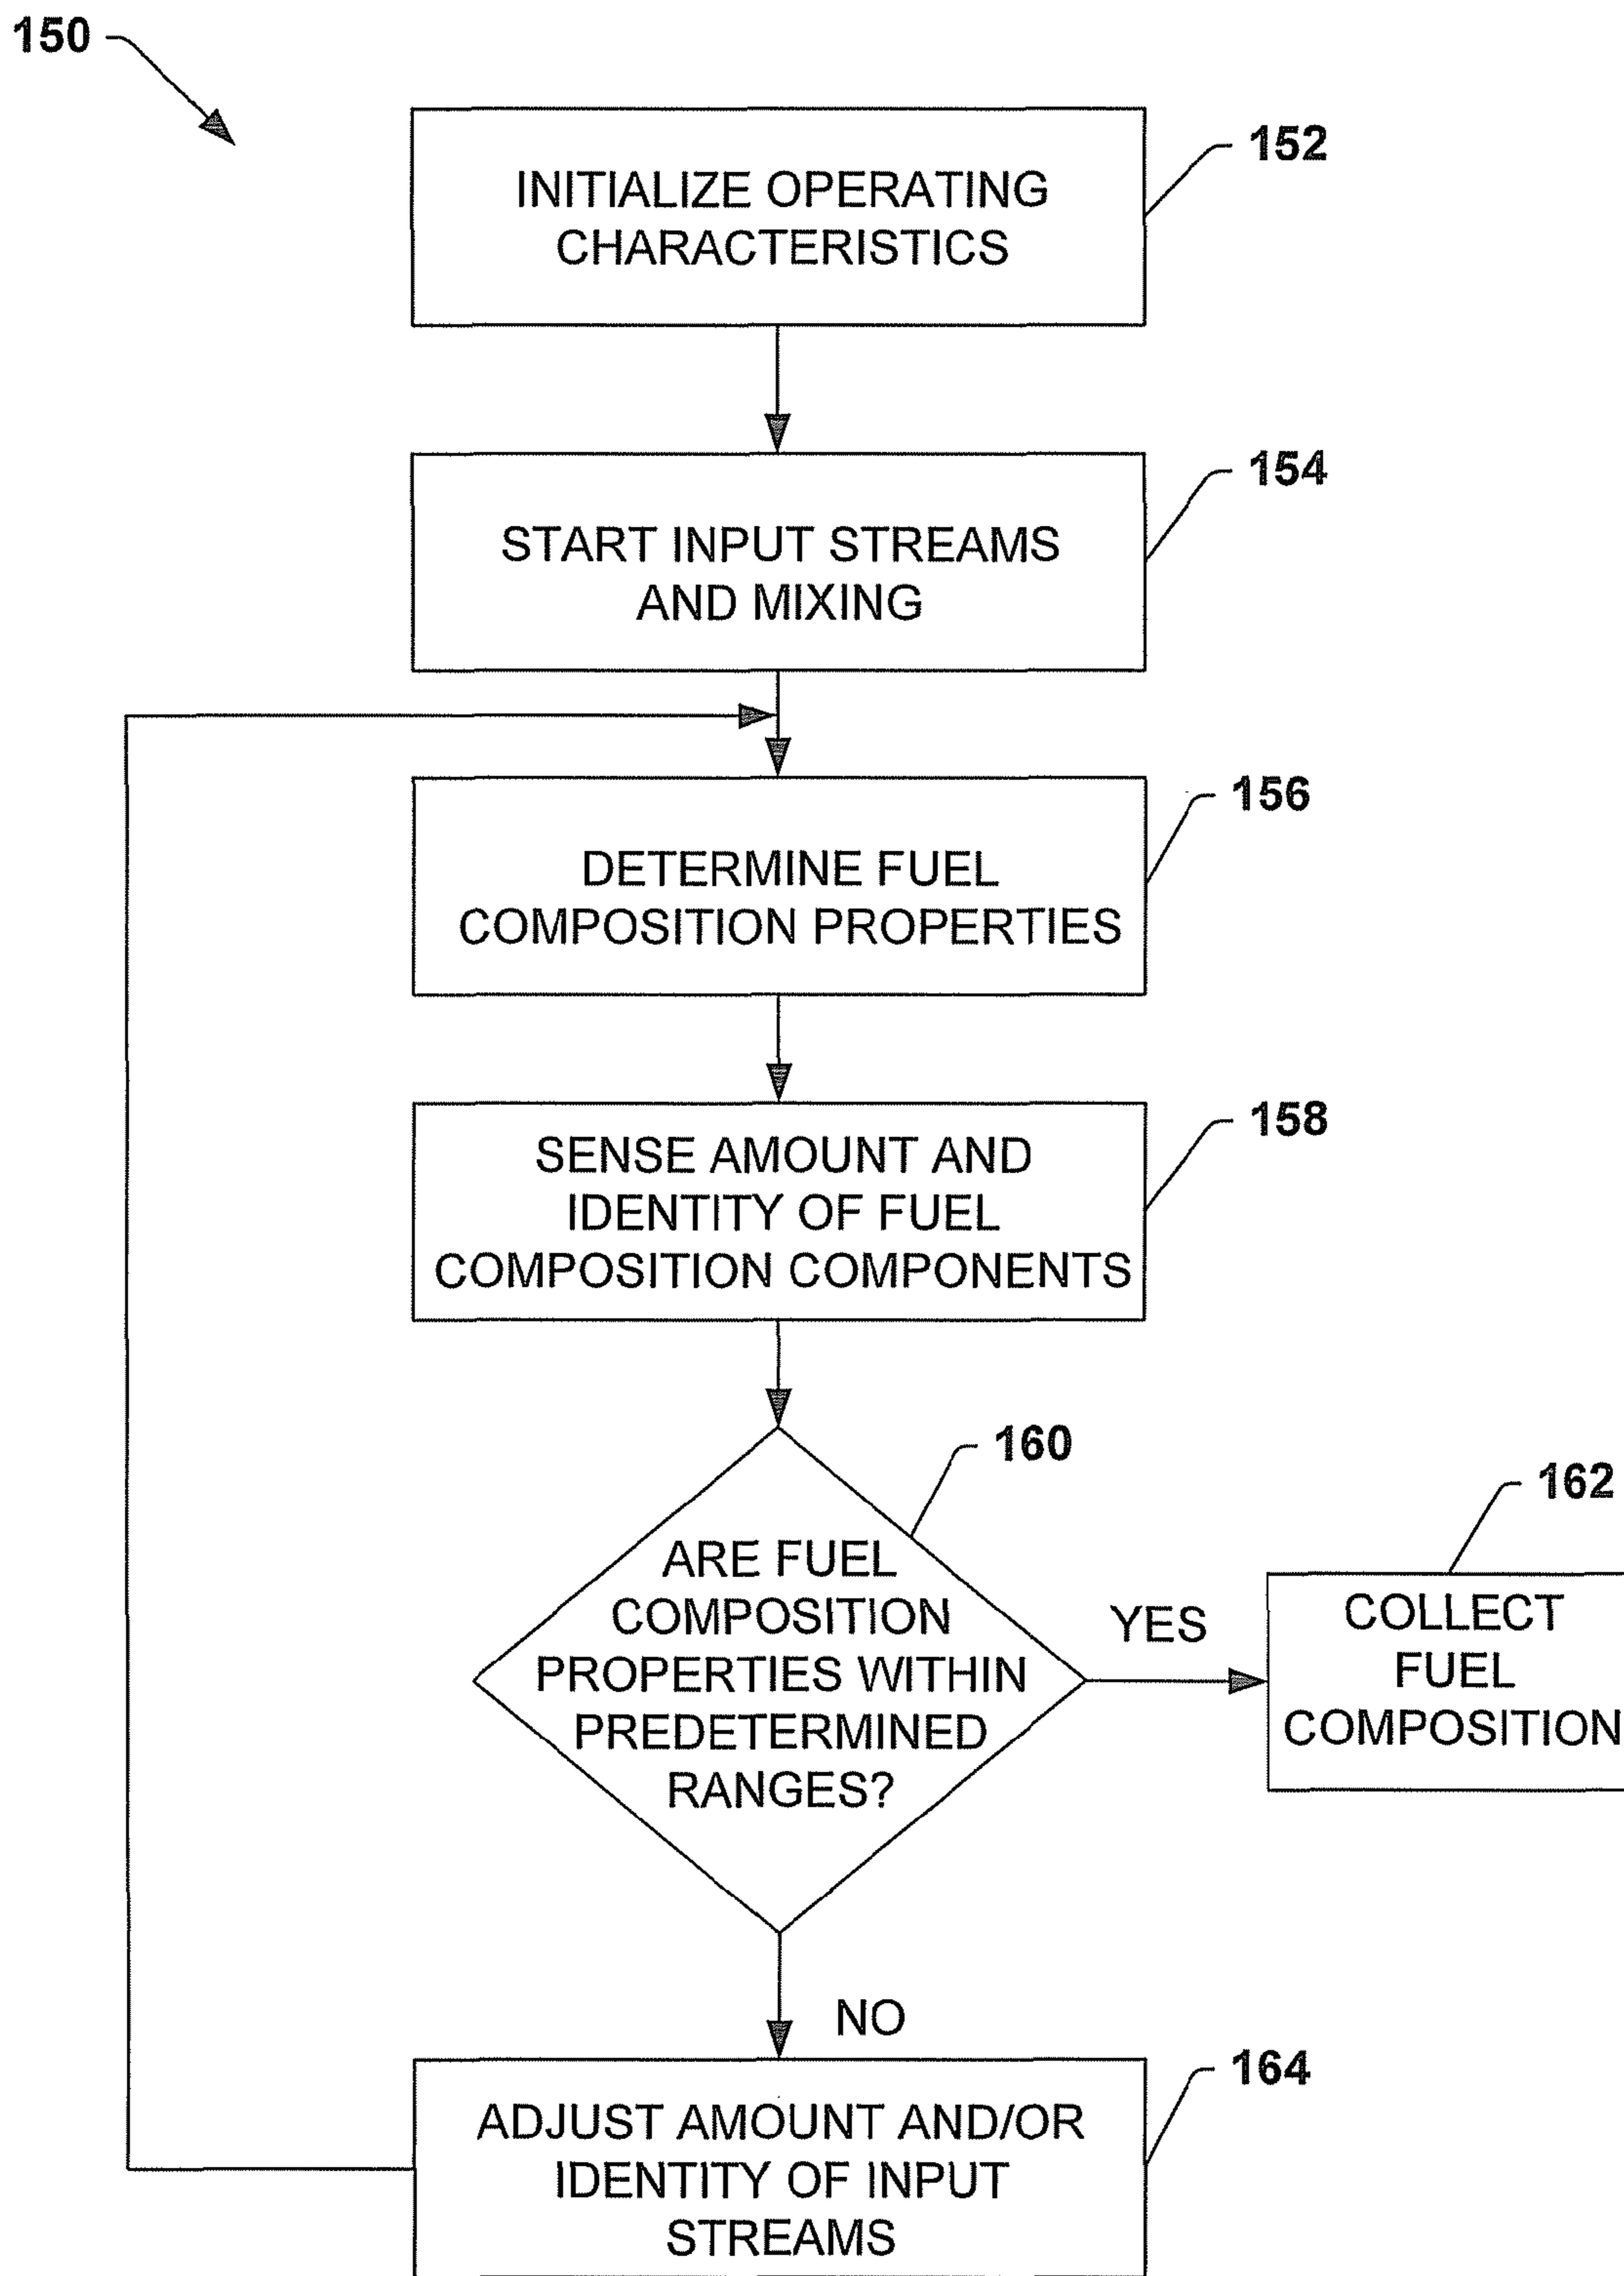 150
INITIALIZE OPERATING
CHARACTERISTICS
152
START INPUT STREAMS
AND MIXING
154
DETERMINE FUEL
COMPOSITION PROPERTIES
156
SENSE AMOUNT AND
IDENTITY OF FUEL
COMPOSITION COMPONENTS
158
ARE FUEL
COMPOSITION
PROPERTIES WITHIN
PREDETERMINED
RANGES?
160
YES
COLLECT
FUEL
COMPOSITION
162
NO
ADJUST AMOUNT AND/OR
IDENTITY OF INPUT
STREAMS
164